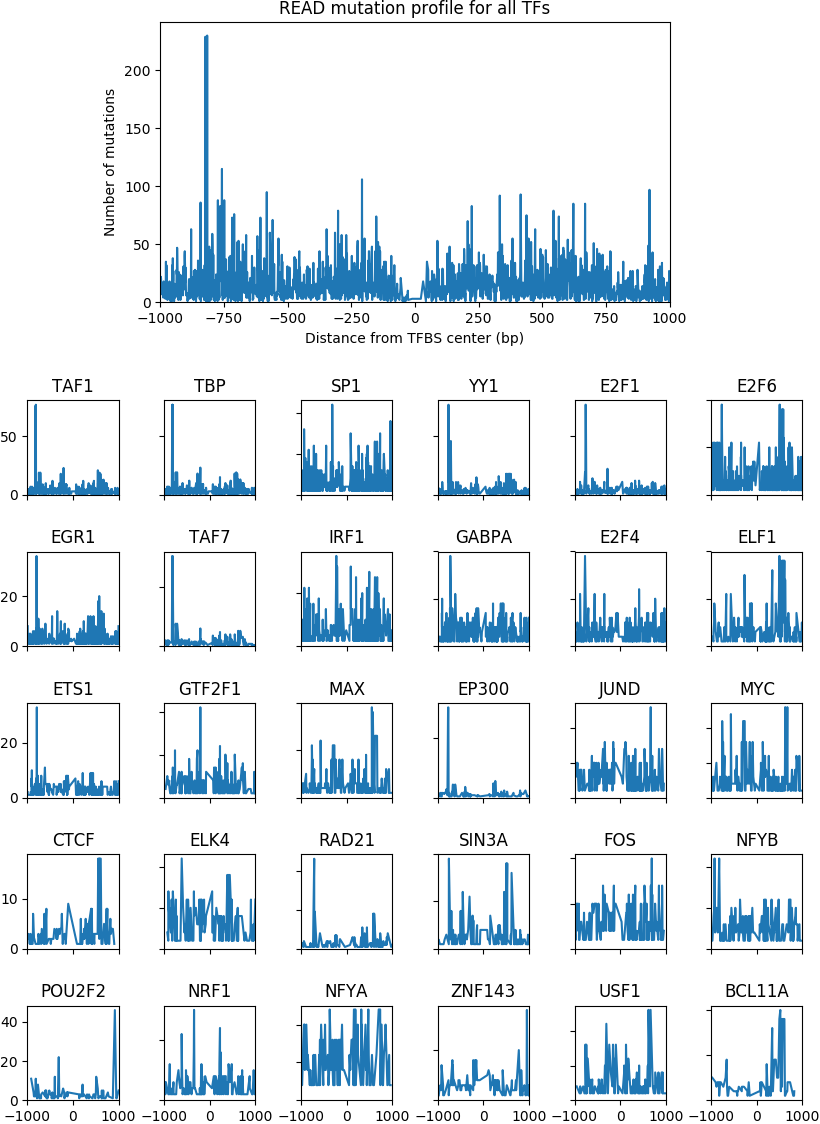 READ mutation profile for all TFs
200
150
100
50
0
Number of mutations
−1000 −750 −500 −250 0 250 500 750 1000
Distance from TFBS center (bp)
TAF1 TBP SP1 YY1 E2F1 E2F6
50
0
EGR1 TAF7 IRF1 GABPA E2F4 ELF1
20
0
ETS1 GTF2F1 MAX EP300 JUND MYC
20
0
CTCF ELK4 RAD21 SIN3A FOS NFYB
10
0
POU2F2 NRF1 NFYA ZNF143 USF1 BCL11A
40
20
0
−1000 0 1000 −1000 0 1000 −1000 0 1000 −1000 0 1000 −1000 0 1000 −1000 0 1000